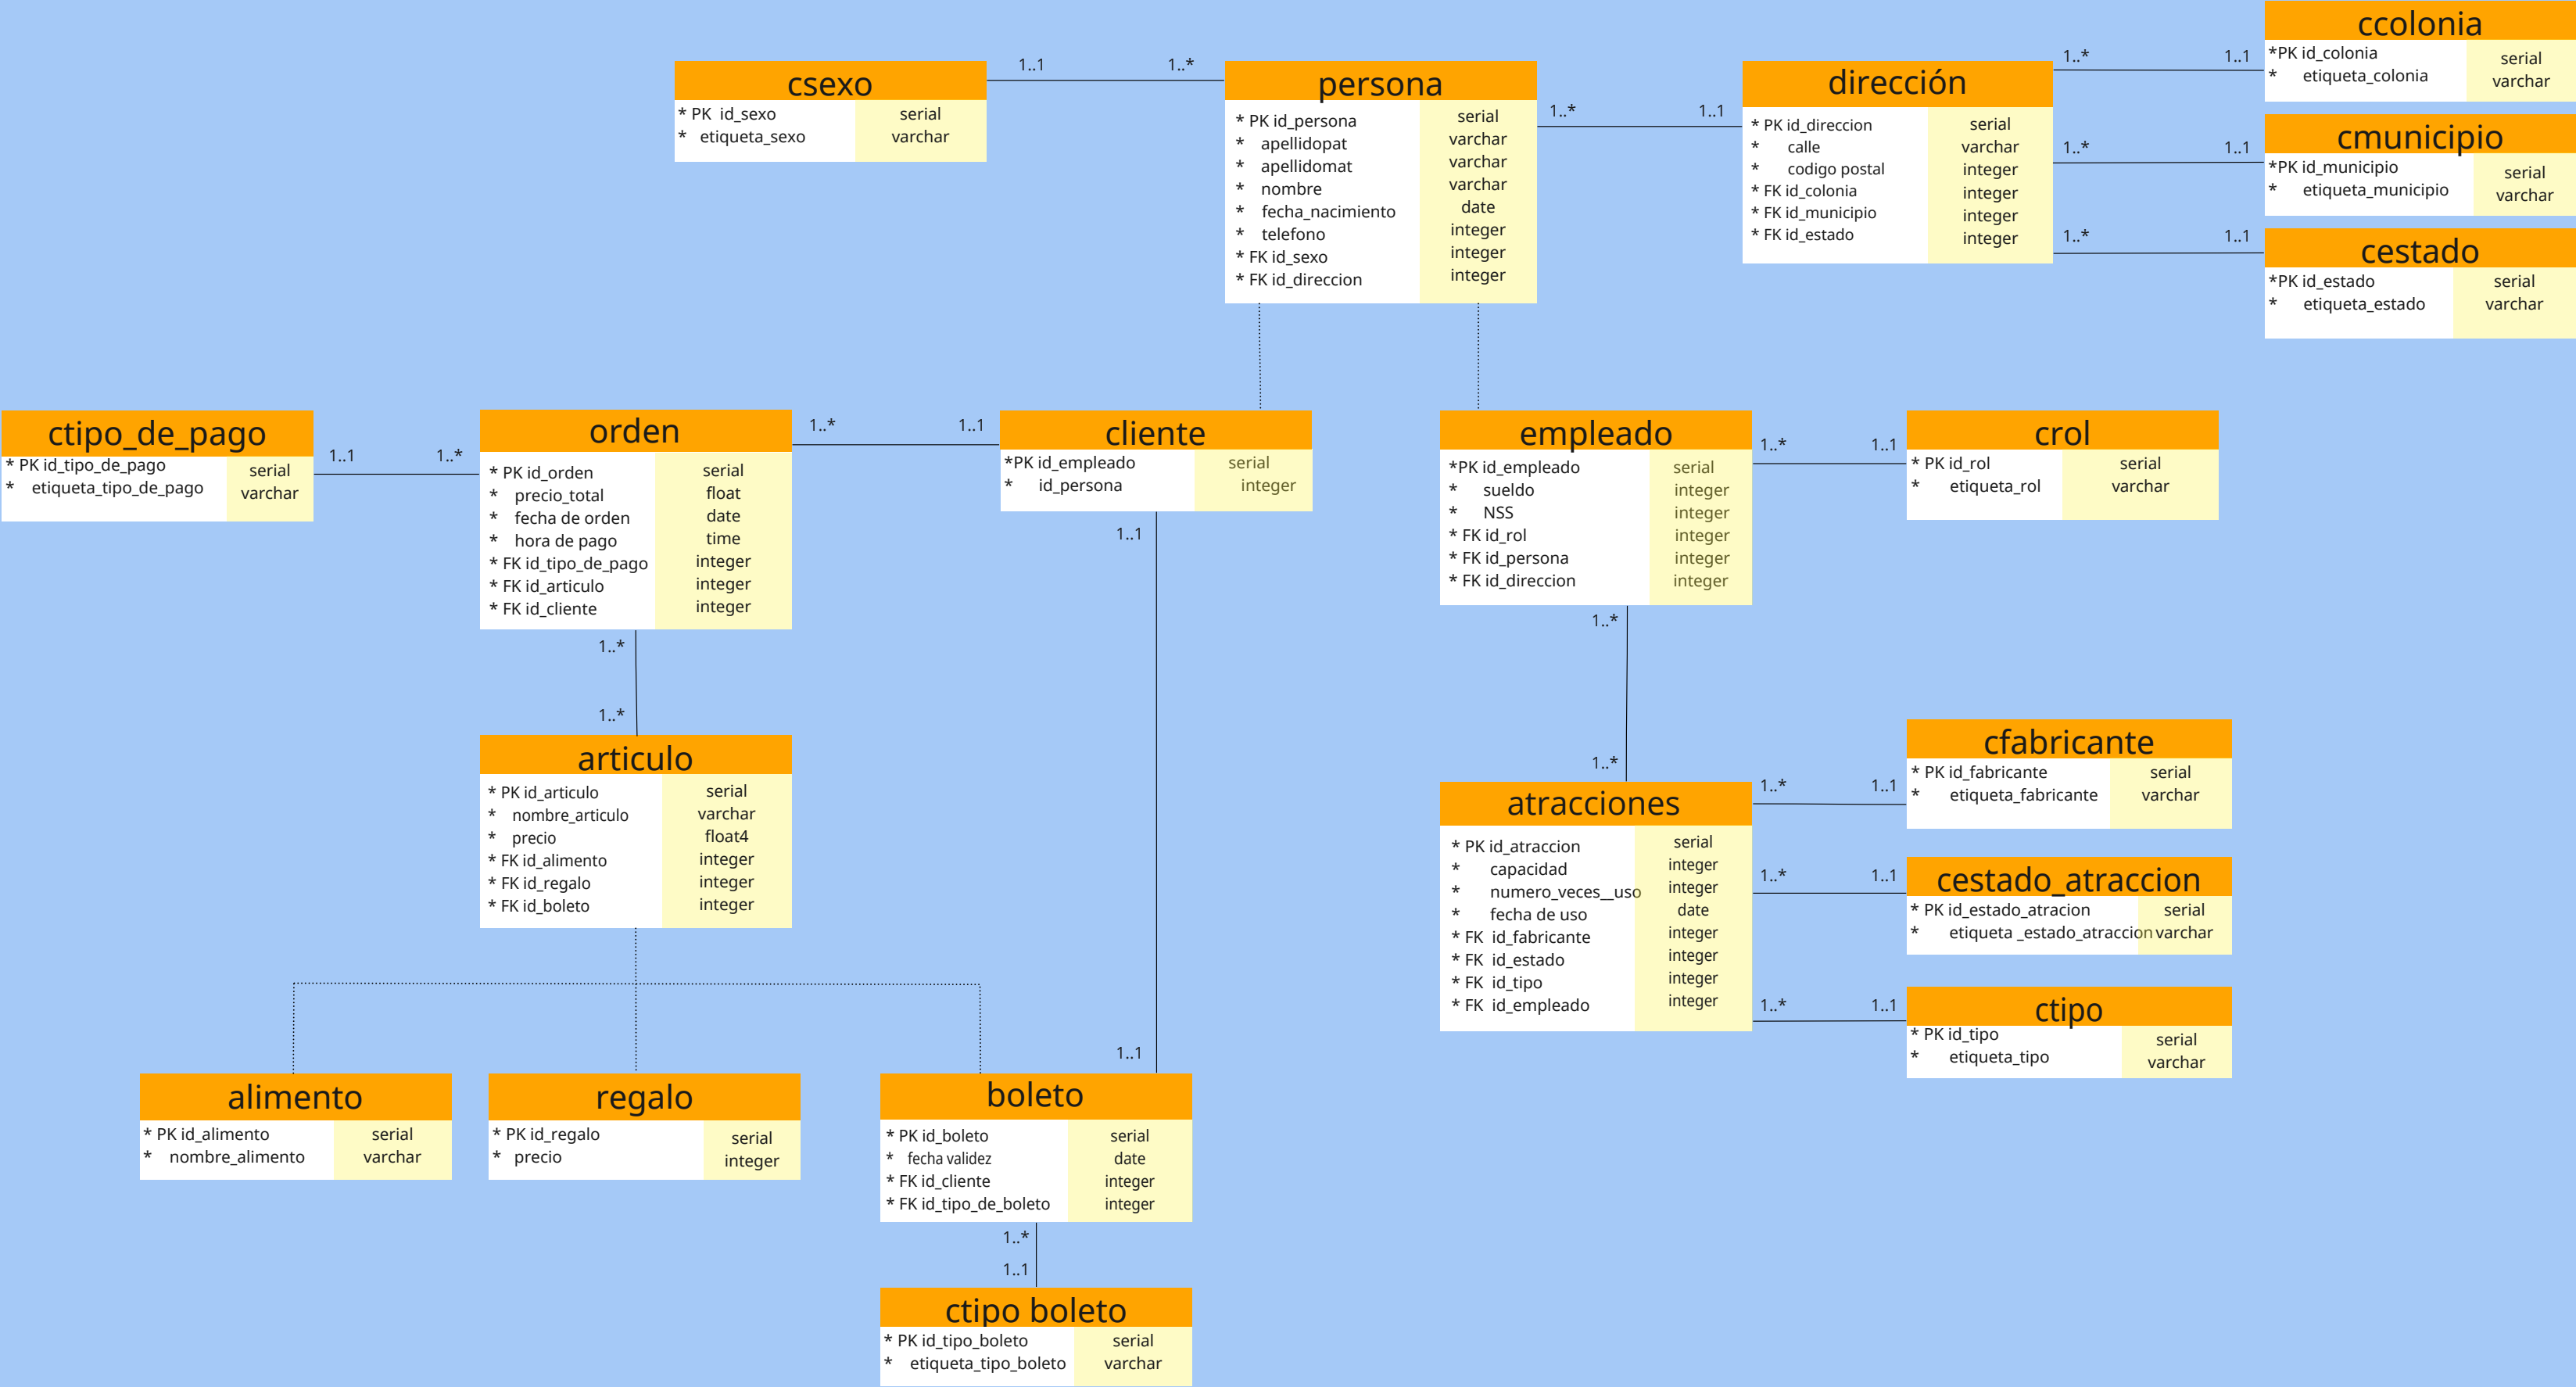 ccolonia
*PK id_colonia serial
* etiqueta_colonia varchar
1..* 1..1
csexo
* PK id_sexo serial
* etiqueta_sexo varchar
1..1 1..*
persona
* PK id_persona serial
* apellidopat varchar
* apellidomat varchar
* nombre varchar
* fecha_nacimiento date
* telefono integer
* FK id_sexo integer
* FK id_direccion integer
1..* 1..1
dirección
* PK id_direccion serial
* calle varchar
* codigo postal integer
* FK id_colonia integer
* FK id_municipio integer
* FK id_estado integer
1..* 1..1
cmunicipio
*PK id_municipio serial
* etiqueta_municipio varchar
1..* 1..1
cestado
*PK id_estado serial
* etiqueta_estado varchar
ctipo_de_pago
* PK id_tipo_de_pago serial
* etiqueta_tipo_de_pago varchar
1..1 1..*
orden
* PK id_orden serial
* precio_total float
* fecha de orden date
* hora de pago time
* FK id_tipo_de_pago integer
* FK id_articulo integer
* FK id_cliente integer
1..* 1..1
cliente
*PK id_empleado serial
* id_persona integer
1..1
empleado
*PK id_empleado serial
* sueldo integer
* NSS integer
* FK id_rol integer
* FK id_persona integer
* FK id_direccion integer
1..* 1..1
crol
* PK id_rol serial
* etiqueta_rol varchar
1..*
1..*
1..*
1..*
articulo
* PK id_articulo serial
* nombre_articulo varchar
* precio float4
* FK id_alimento integer
* FK id_regalo integer
* FK id_boleto integer
atracciones
* PK id_atraccion serial
* capacidad integer
* numero_veces__uso integer
* fecha de uso date
* FK id_fabricante integer
* FK id_estado integer
* FK id_tipo integer
* FK id_empleado integer
1..* 1..1
cfabricante
* PK id_fabricante serial
* etiqueta_fabricante varchar
1..* 1..1
cestado_atraccion
* PK id_estado_atracion serial
* etiqueta _estado_atraccion varchar
1..* 1..1
ctipo
* PK id_tipo serial
* etiqueta_tipo varchar
1..1
alimento
* PK id_alimento serial
* nombre_alimento varchar
regalo
* PK id_regalo serial
* precio integer
boleto
* PK id_boleto serial
* fecha validez date
* FK id_cliente integer
* FK id_tipo_de_boleto integer
1..*
1..1
ctipo boleto
* PK id_tipo_boleto serial
* etiqueta_tipo_boleto varchar